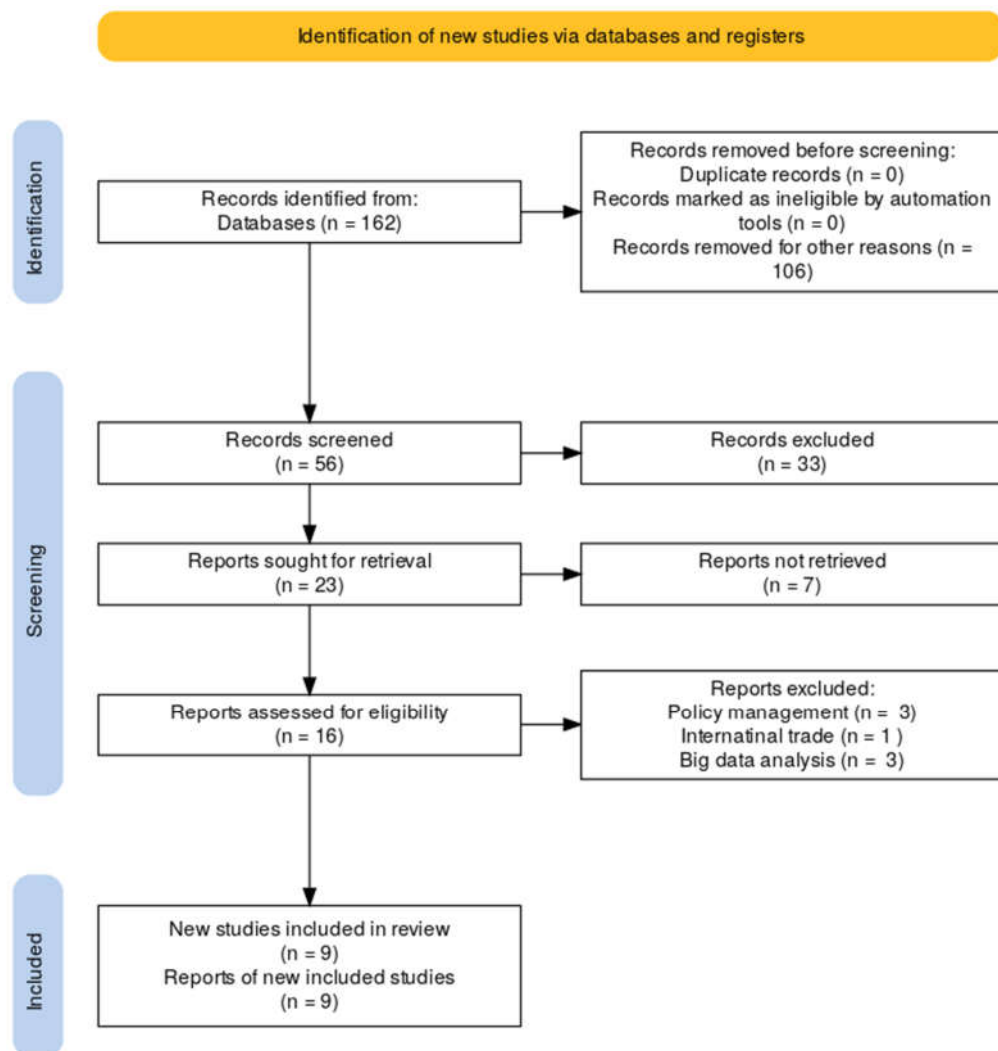 Identification of new studies via databases and registers
Identification
Records identified from:
Databases (n = 162)
Records removed before screening:
Duplicate records (n = 0)
Records marked as ineligible by automation
tools (n = 0)
Records removed for other reasons (n =
106)
Screening
Records screened
(n = 56)
Records excluded
(n = 33)
Reports sought for retrieval
(n = 23)
Reports not retrieved
(n = 7)
Reports assessed for eligibility
(n = 16)
Reports excluded:
Policy management (n = 3)
Internatinal trade (n = 1 )
Big data analysis (n = 3)
Included
New studies included in review
(n = 9)
Reports of new included studies
(n = 9)